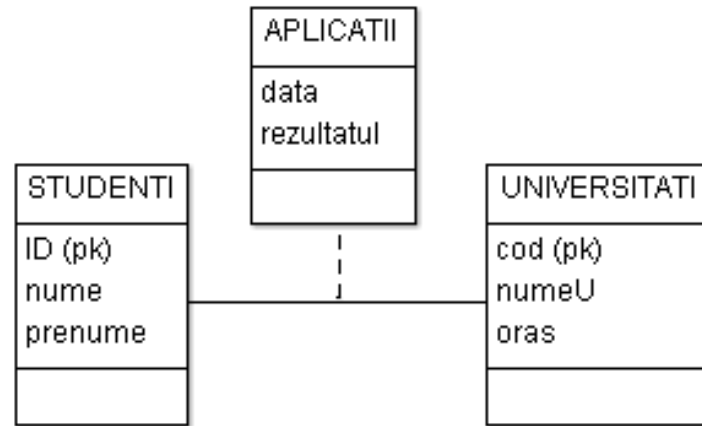 APLICATII
data
rezultatul
STUDENTI
ID (pk)
nume
prenume
UNIVERSITATI
cod (pk)
numeU
oras